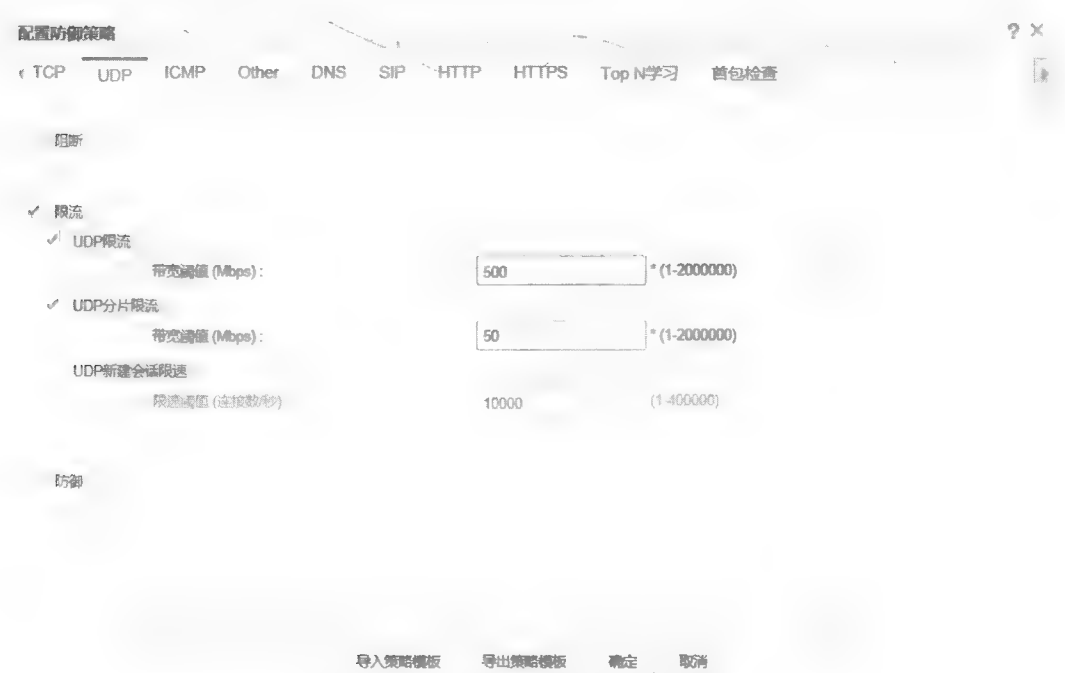 配置防御策略 ? ×
TCP UDP ICMP Other DNS SIP HTTP HTTPS Top N学习 首包检查
阻断
✓ 限流
✓ UDP限流
带宽阈值 (Mbps) : 500 * (1-2000000)
✓ UDP分片限流
带宽阈值 (Mbps) : 50 * (1-2000000)
UDP新建会话限速
限速阈值 (连接数/秒) 10000 (1-400000)
防御
导入策略模板 导出策略模板 确定 取消